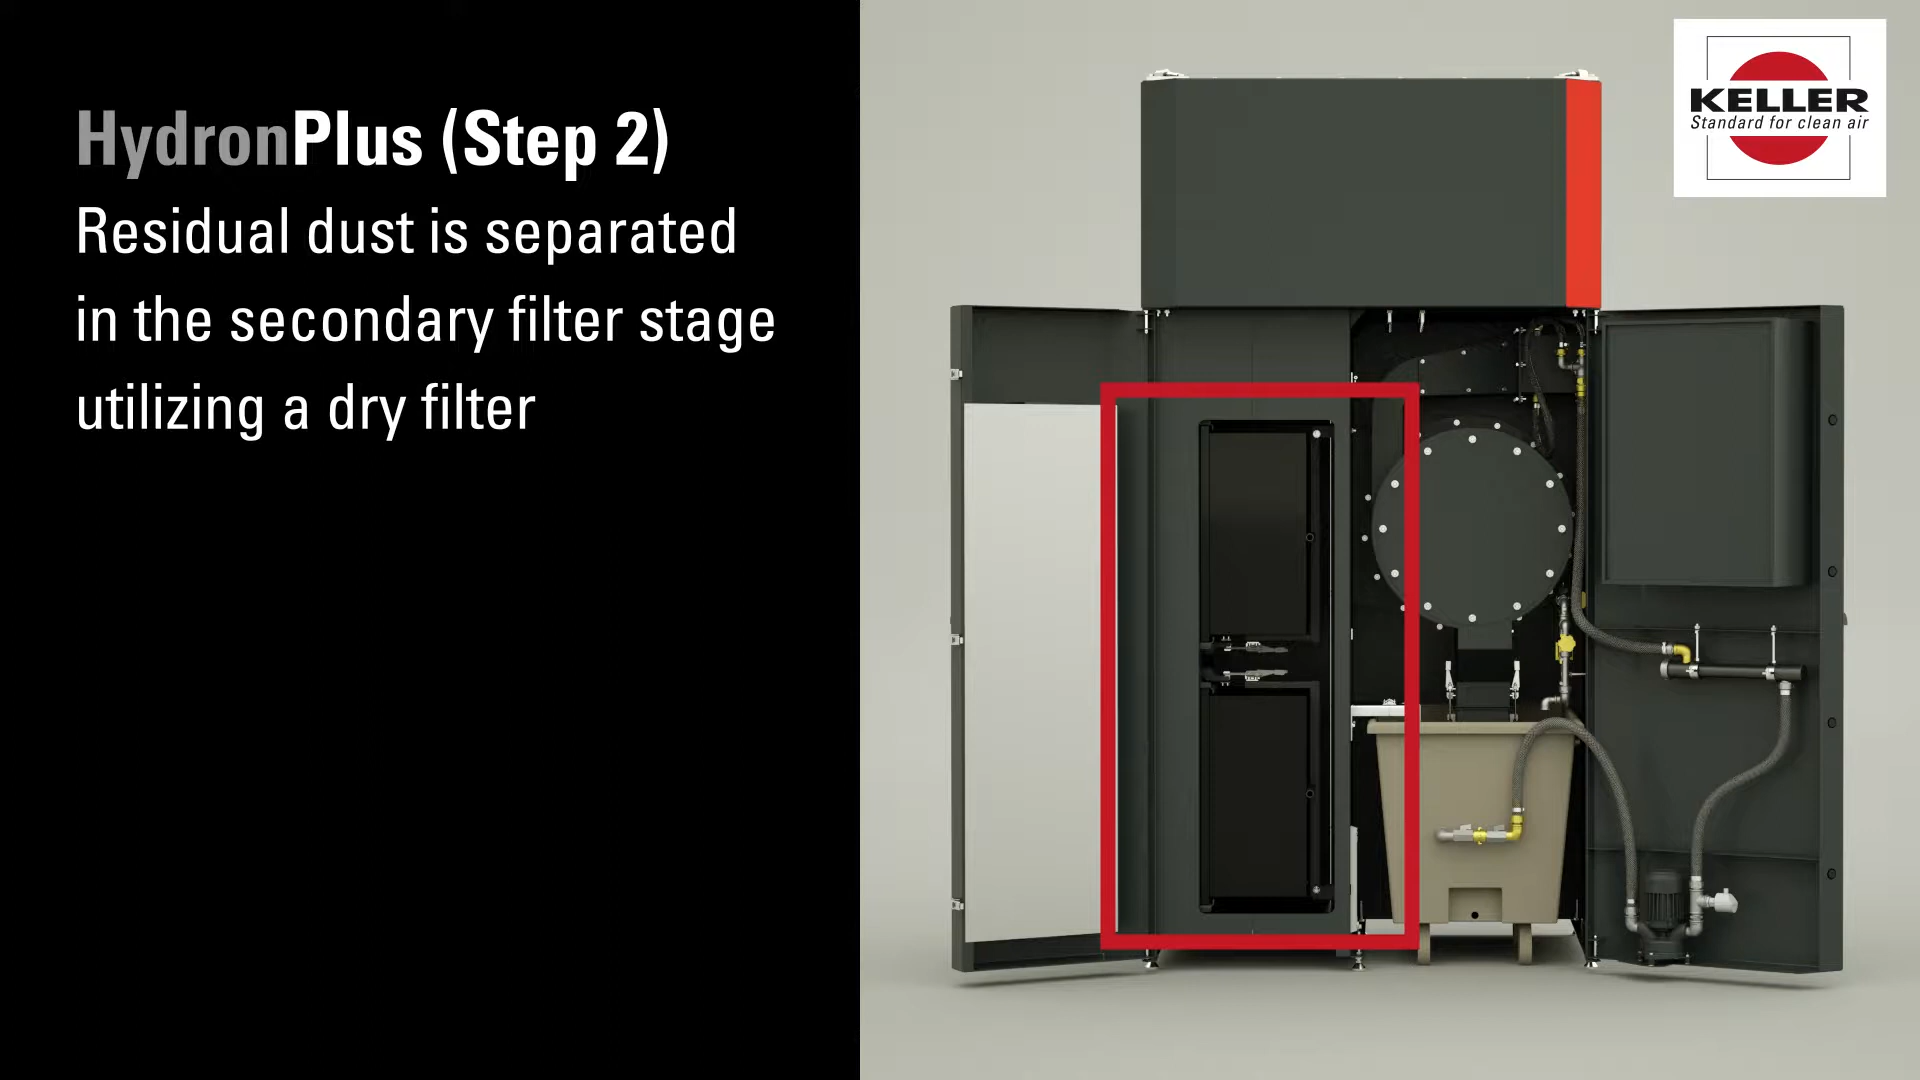 HydronPlus (Step 2)
Residual dust is separated
in the secondary filter stage
utilizing a dry filter
KELLER
Standard for clean air